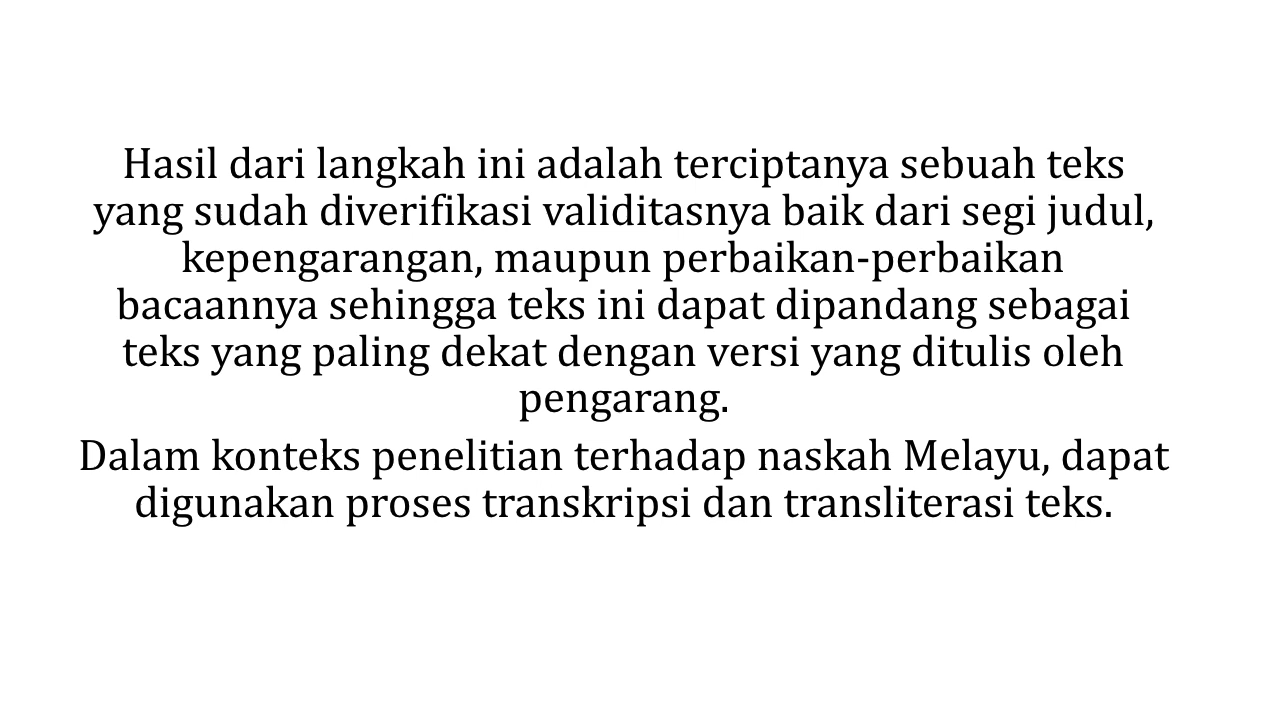 Hasil dari langkah ini adalah terciptanya sebuah teks
yang sudah diverifikasi validitasnya baik dari segi judul,
kepengarangan, maupun perbaikan-perbaikan
bacaannya sehingga teks ini dapat dipandang sebagai
teks yang paling dekat dengan versi yang ditulis oleh
pengarang.
Dalam konteks penelitian terhadap naskah Melayu, dapat
digunakan proses transkripsi dan transliterasi teks.